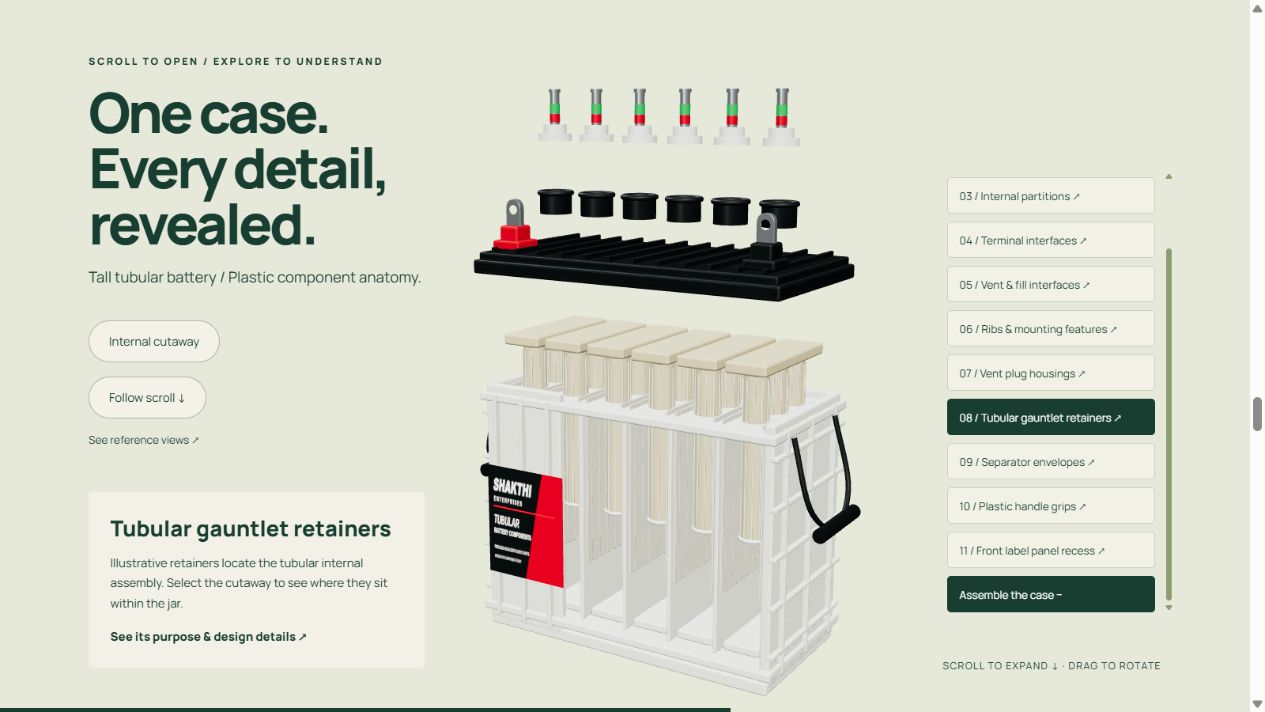 SCROLL TO OPEN / EXPLORE TO UNDERSTAND
One case.
Every detail,
revealed.
Tall tubular battery / Plastic component anatomy.
Internal cutaway
Follow scroll ↓
See reference views ↗
Tubular gauntlet retainers
Illustrative retainers locate the tubular internal
assembly. Select the cutaway to see where they sit
within the jar.
See its purpose & design details ↗
SHAKTHI
ENTERPRISES
TUBULAR
BATTERY COMPONENTS
03 / Internal partitions ↗
04 / Terminal interfaces ↗
05 / Vent & fill interfaces ↗
06 / Ribs & mounting features ↗
07 / Vent plug housings ↗
08 / Tubular gauntlet retainers ↗
09 / Separator envelopes ↗
10 / Plastic handle grips ↗
11 / Front label panel recess ↗
Assemble the case −
SCROLL TO EXPAND ↓ · DRAG TO ROTATE